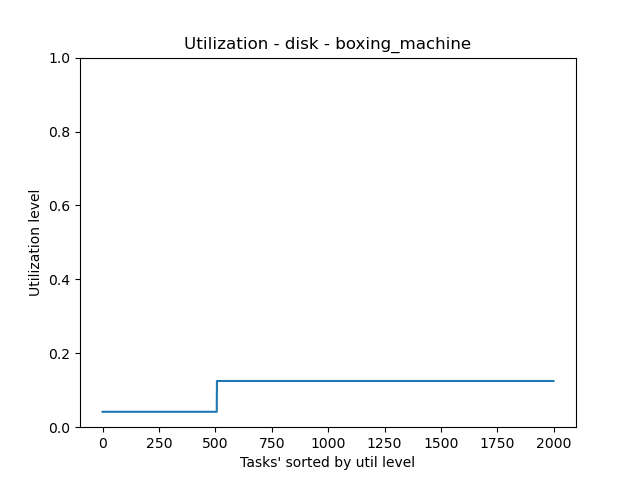 Utilization - disk - boxing_machine
1.0
0.8
0.6
0.4
0.2
0.0
Utilization level
0 250 500 750 1000 1250 1500 1750 2000
Tasks' sorted by util level